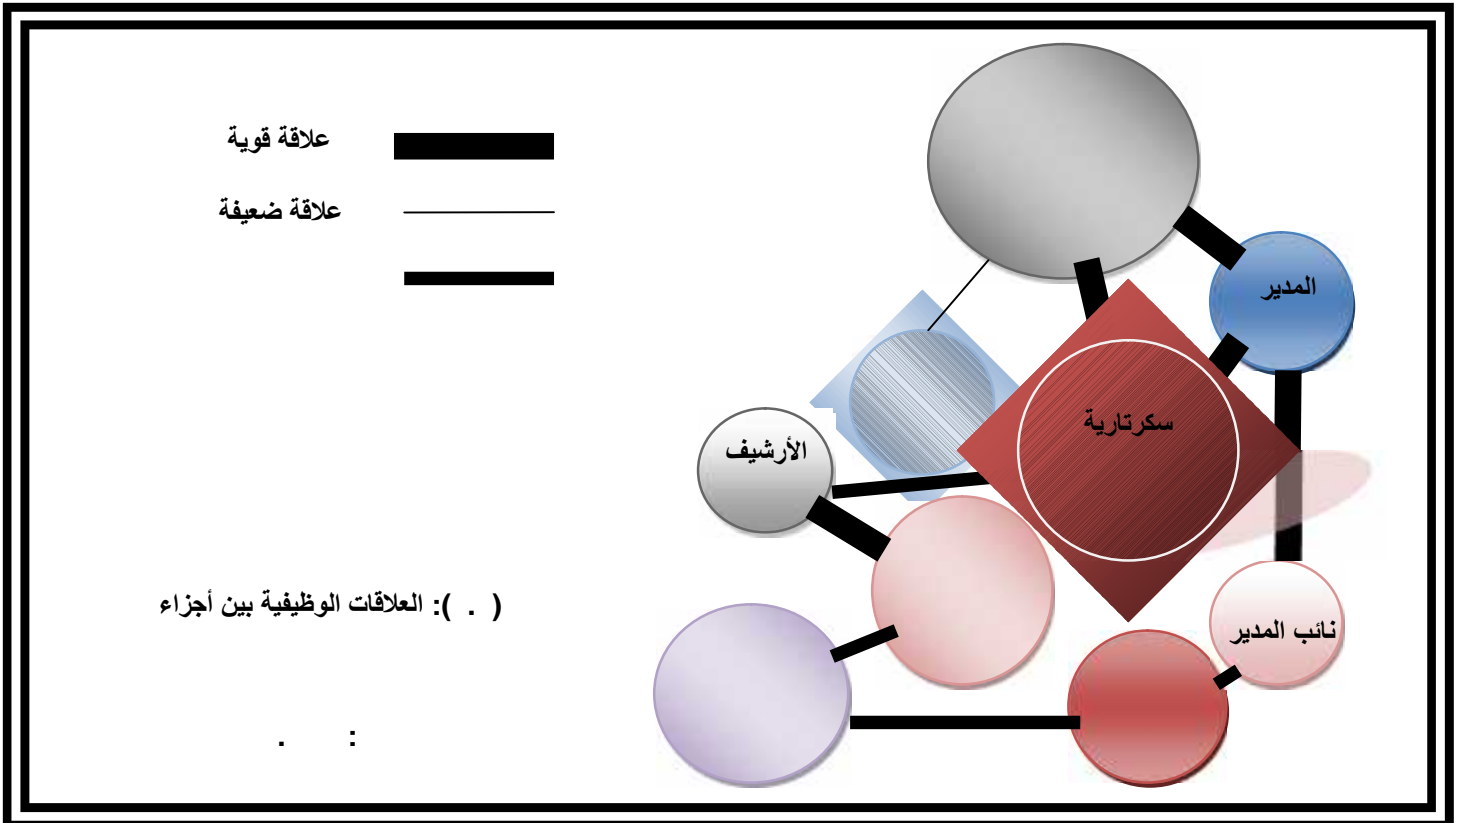 علاقة قوية
علاقة ضعيفة
المدير
سكرتارية
الأرشيف
نائب المدير
( . ): العلاقات الوظيفية بين أجزاء
: .